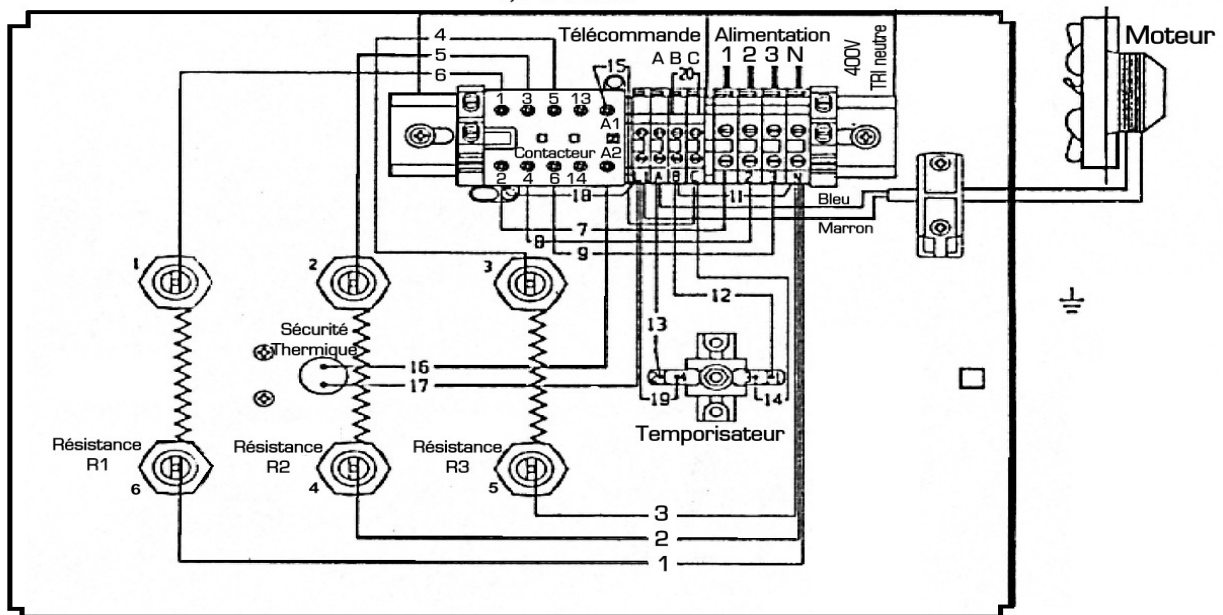 4
5
6
Télécommande
Alimentation
A B C
1 2 3 N
20
15
400V
TRI neutre
Moteur
1 3 5 13
A1
Contacteur
A2
2 4 6 14
A B C
N
18
11
Bleu
Marron
7
8
9
1
2
3
12
13
Sécurité
Thermique
16
17
19
14
Temporisateur
Résistance
R1
Résistance
R2
Résistance
R3
6
4
5
3
2
1